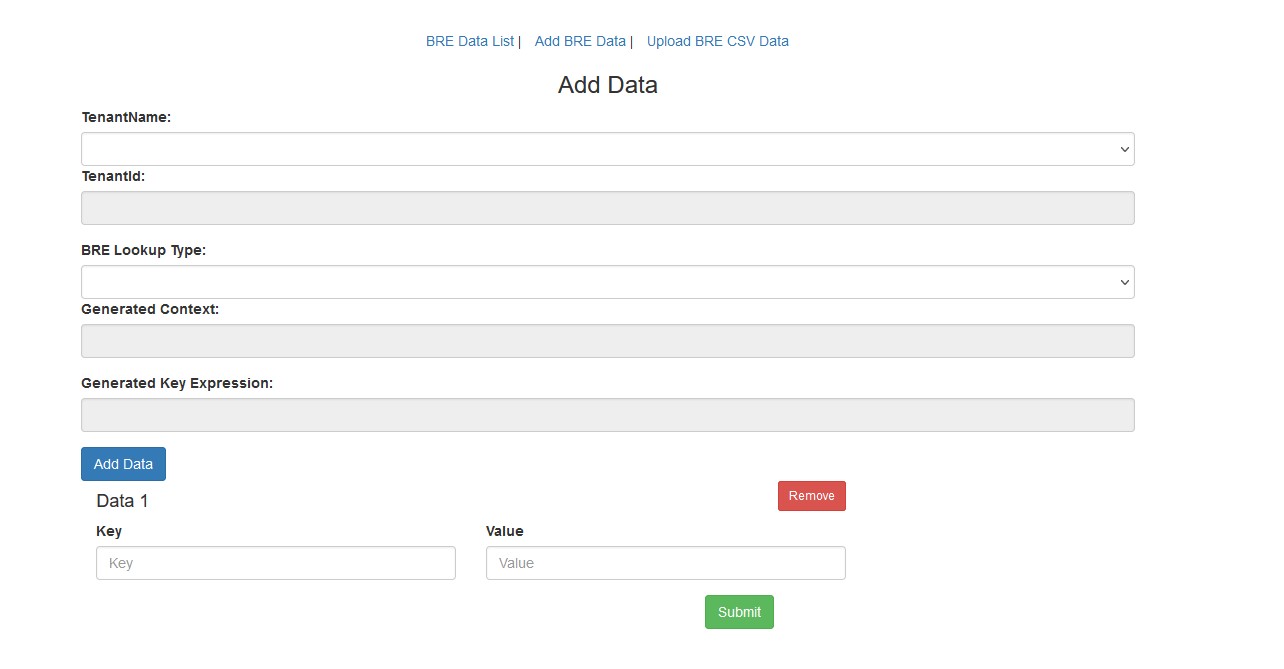 BRE Data List | Add BRE Data | Upload BRE CSV Data
Add Data
TenantName:
TenantId:
BRE Lookup Type:
Generated Context:
Generated Key Expression:
Add Data
Data 1 Remove
Key Value
Key Value
Submit